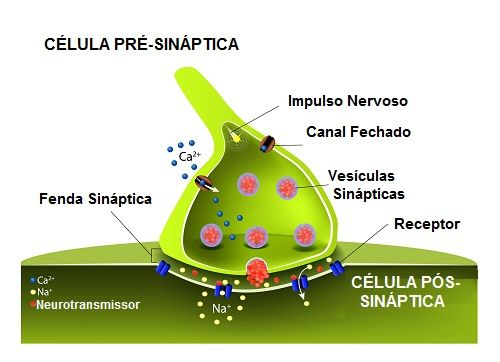 CÉLULA PRÉ-SINÁPTICA
Impulso Nervoso
Canal Fechado
Ca²⁺
Vesículas
Sinápticas
Fenda Sináptica
Receptor
Ca²⁺
Na⁺
Neurotransmissor
Na⁺
CÉLULA PÓS-
SINÁPTICA